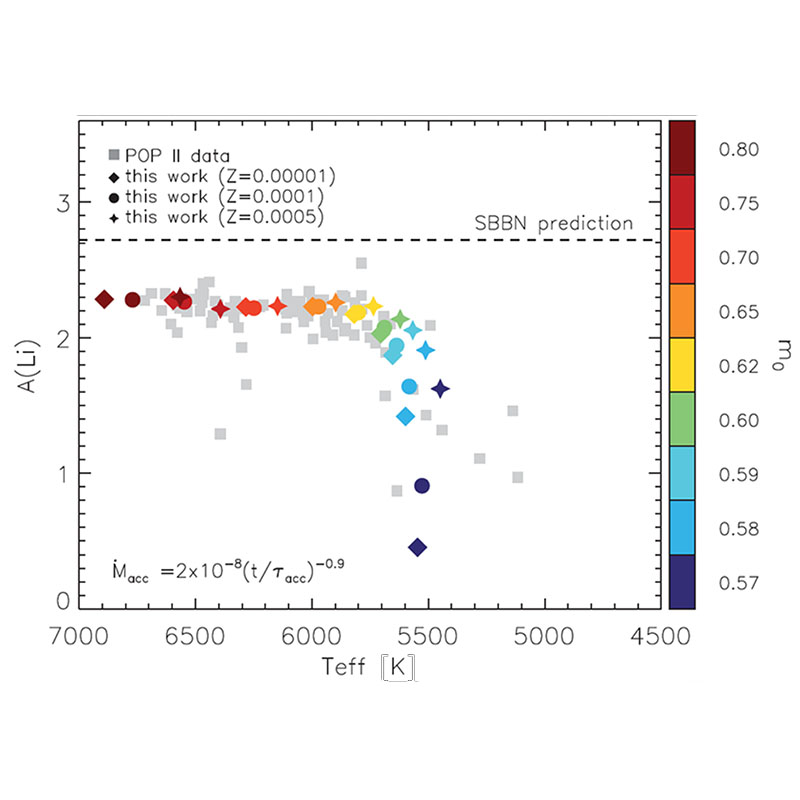 POP II data
this work (Z=0.00001)
this work (Z=0.0001)
this work (Z=0.0005)
SBBN prediction
Ṁacc =2x10−8(t/τacc)−0.9
A(Li)
3
2
1
0
7000 6500 6000 5500 5000 4500
Teff [K]
0.80
0.75
0.70
0.65
0.62
0.60
0.59
0.58
0.57
m0